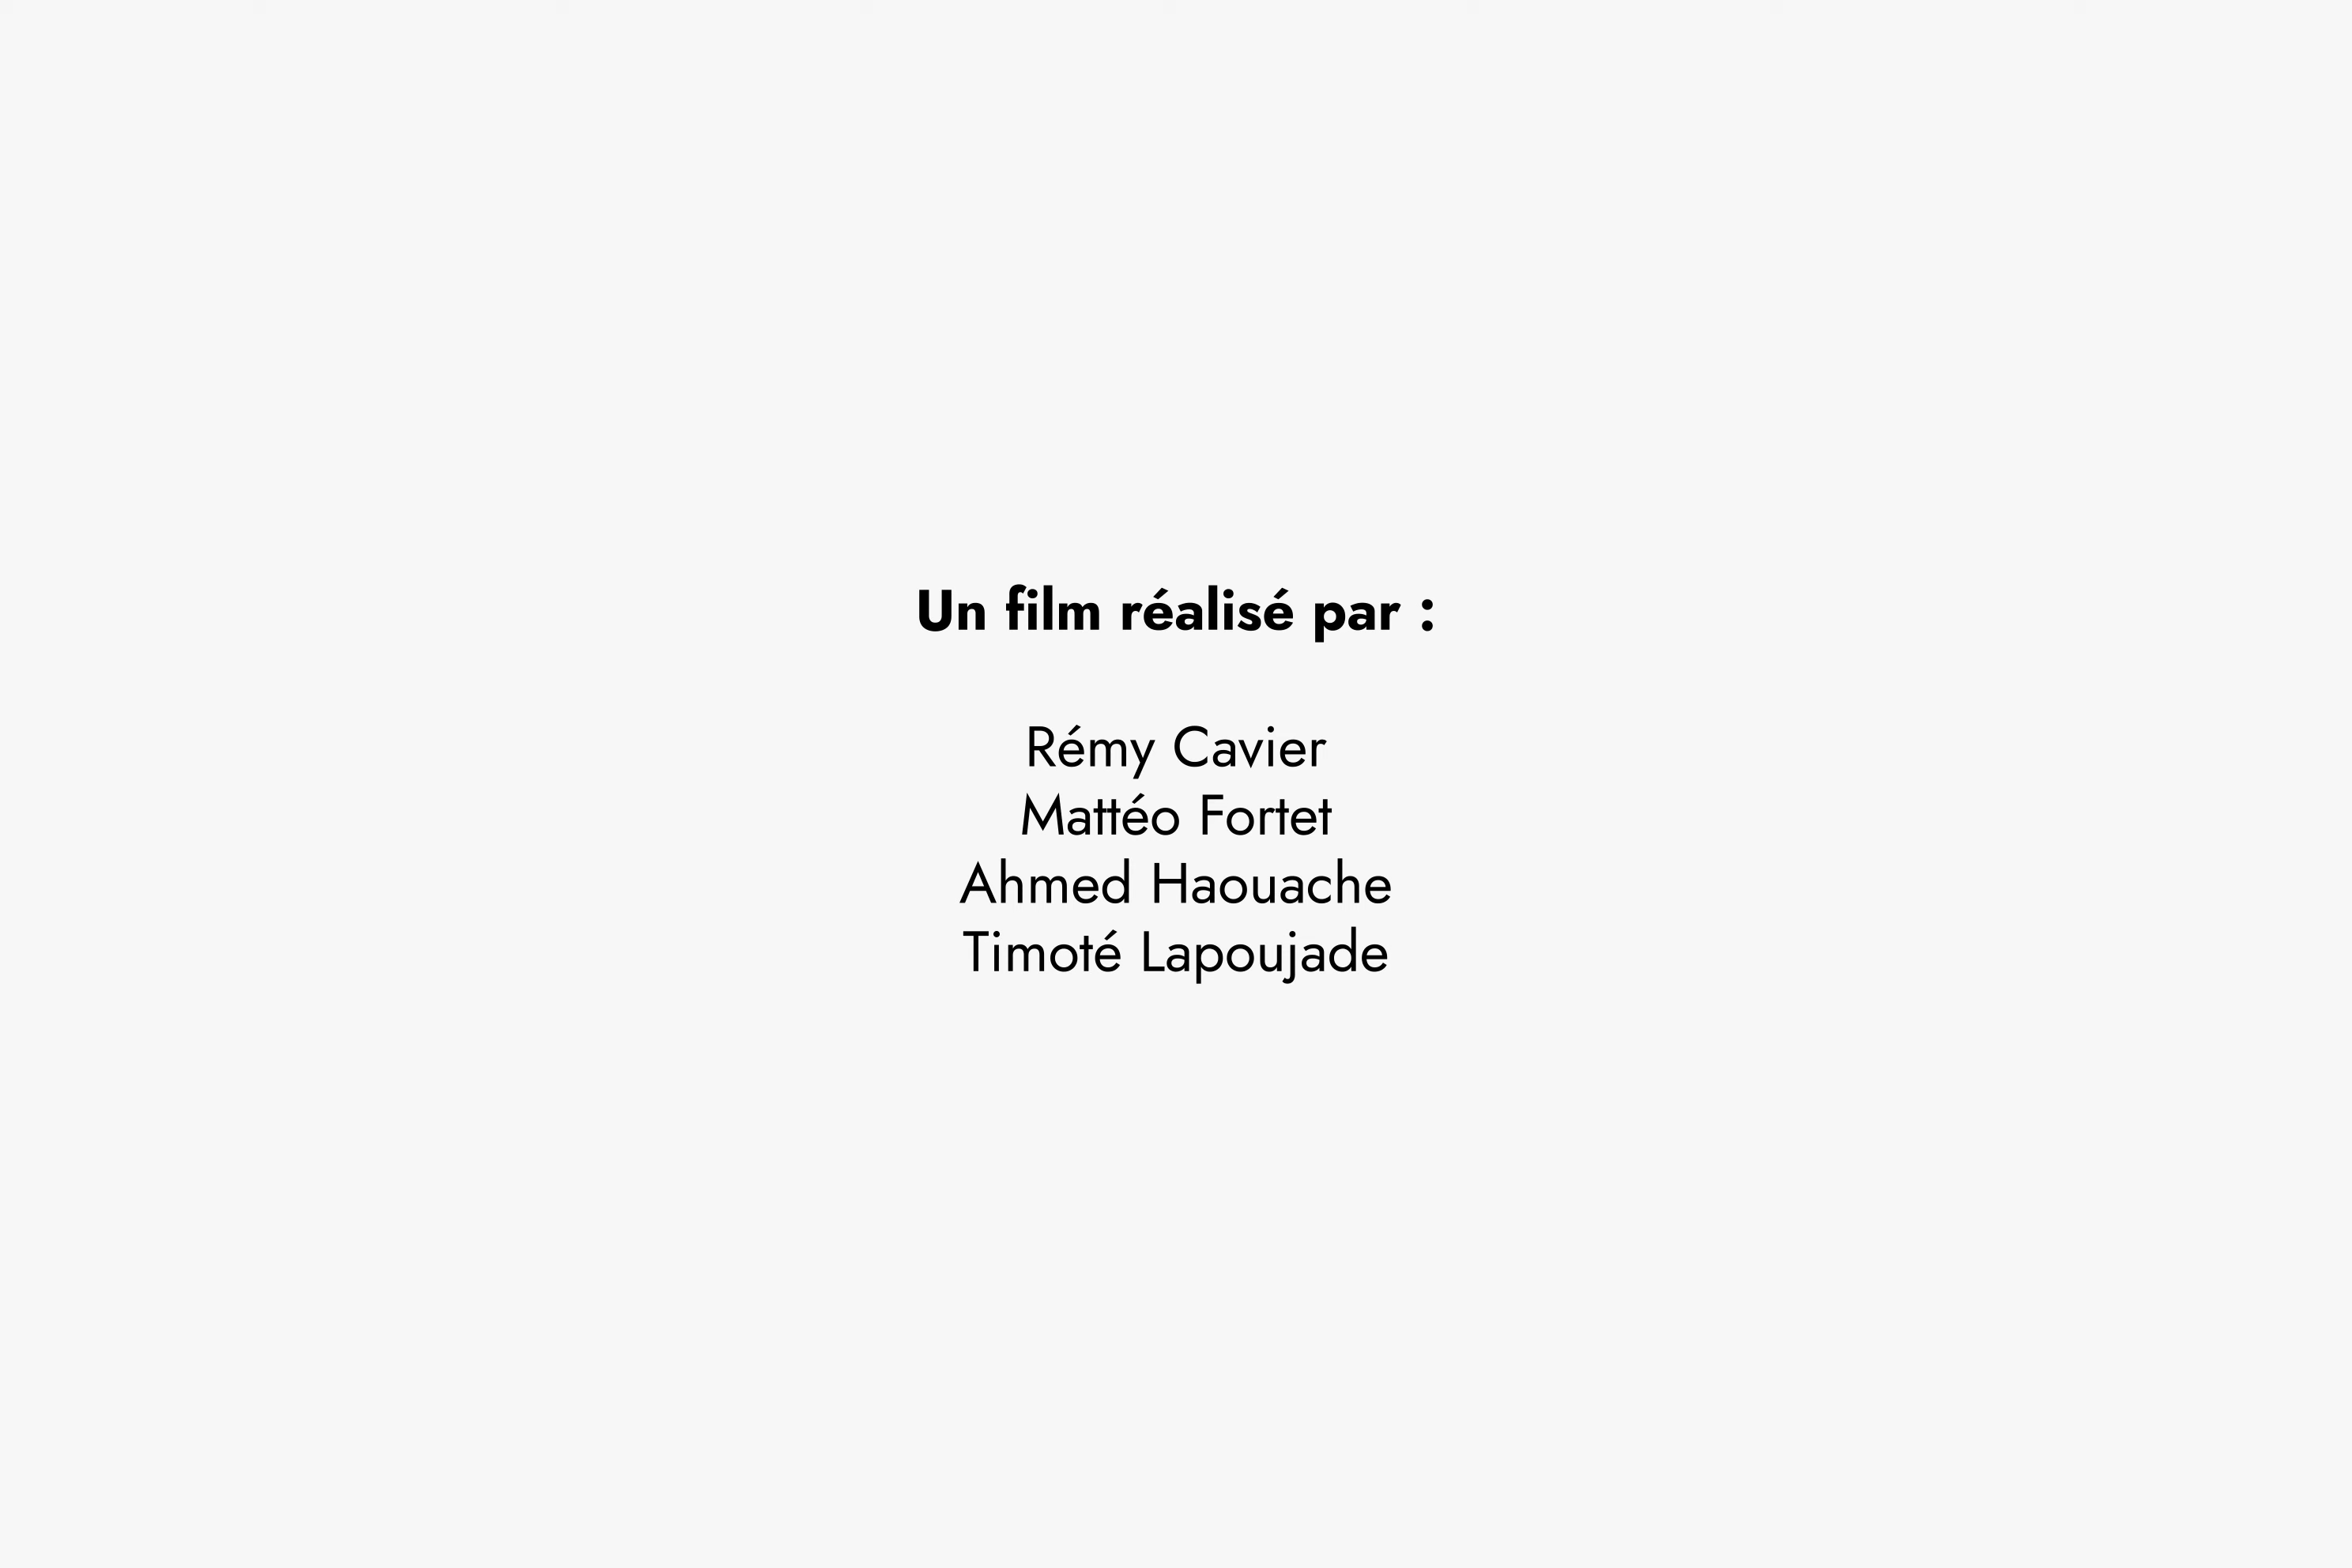 Un film réalisé par :
Rémy Cavier
Mattéo Fortet
Ahmed Haouache
Timoté Lapoujade